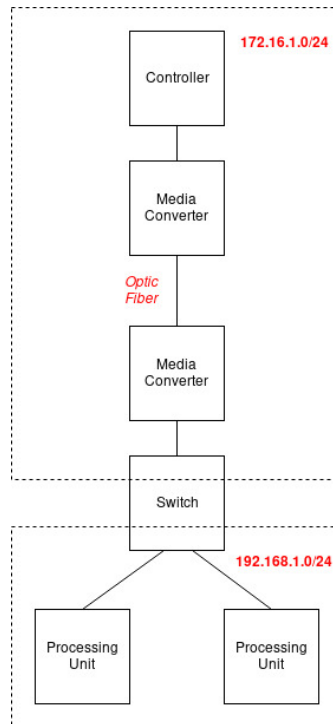 172.16.1.0/24
Controller
Media
Converter
Optic
Fiber
Media
Converter
Switch
192.168.1.0/24
Processing
Unit
Processing
Unit